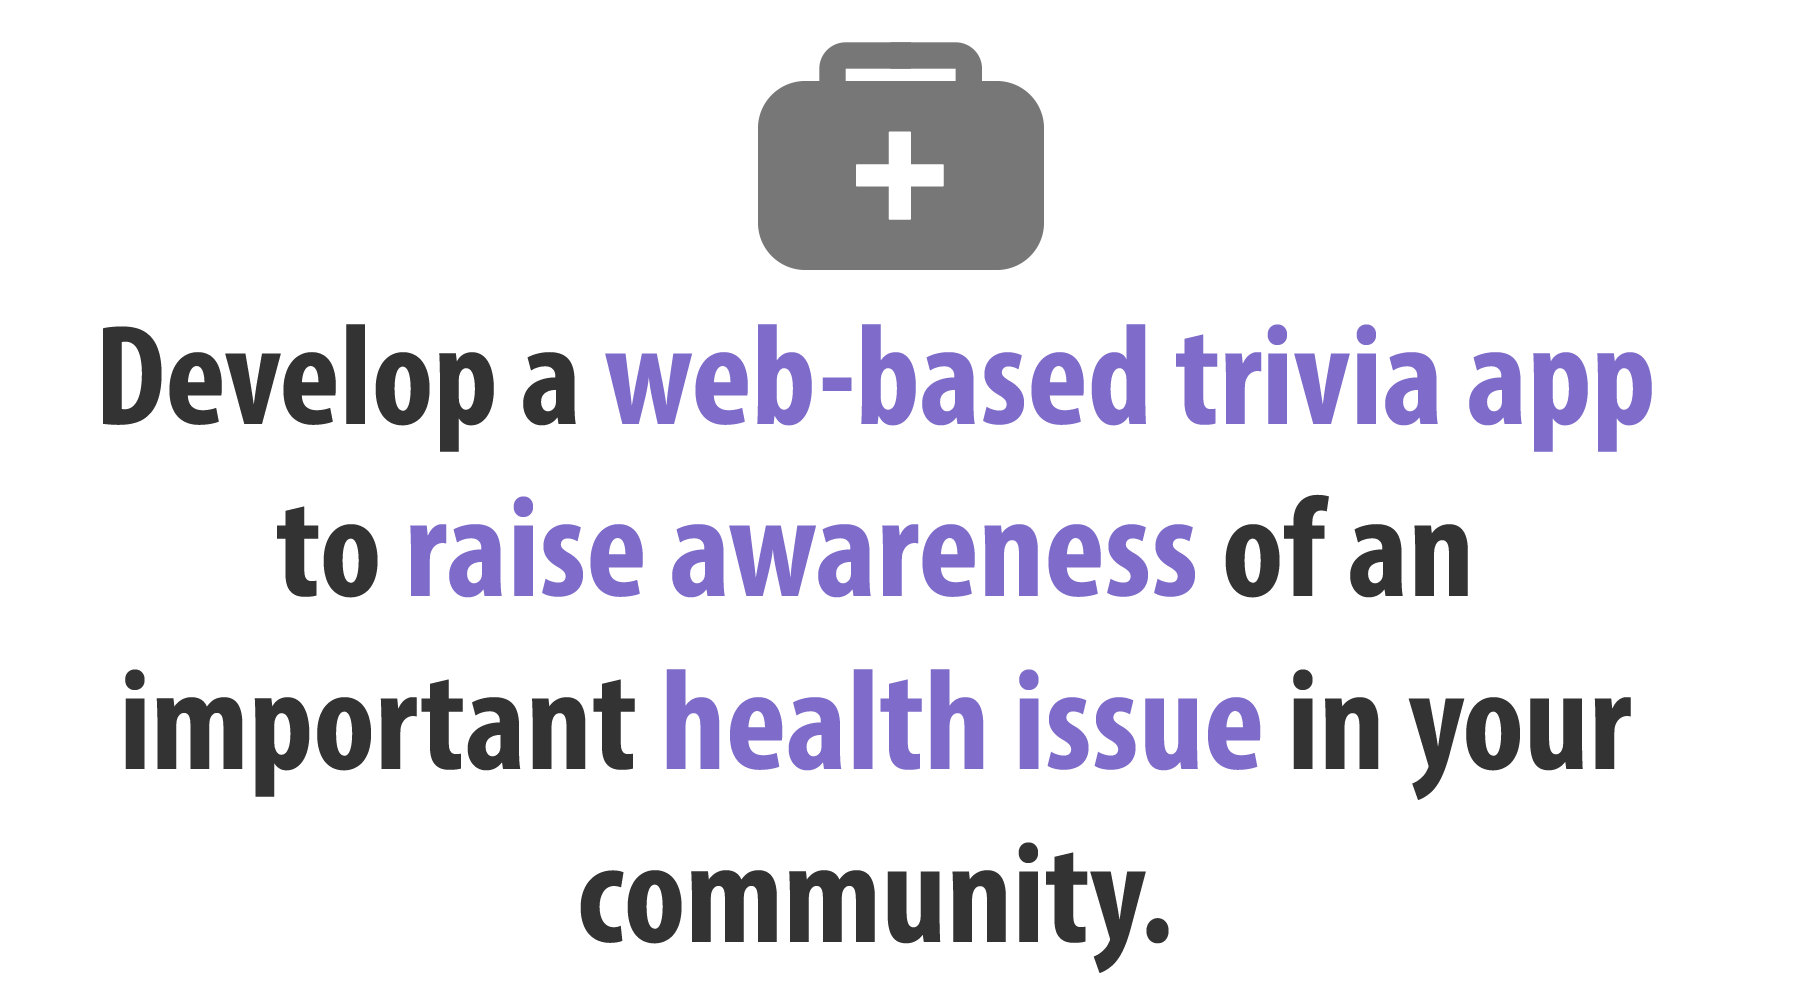 Develop a web-based trivia app
to raise awareness of an
important health issue in your
community.